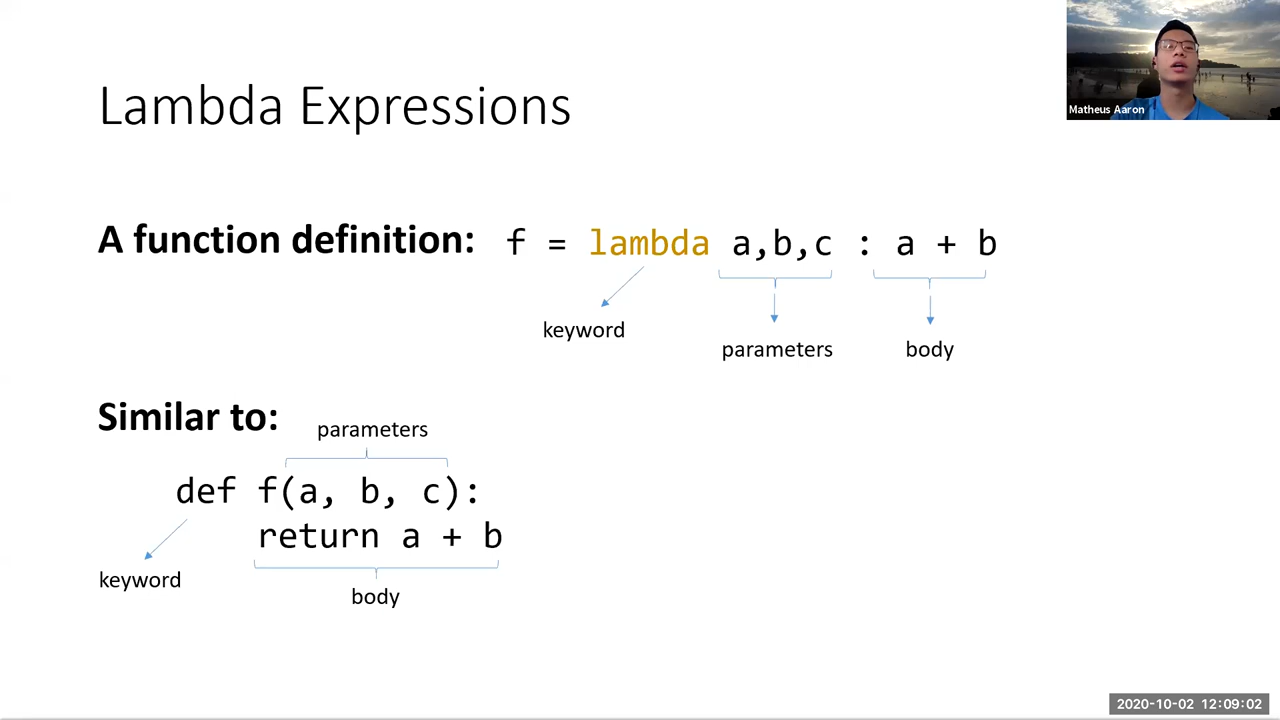 Matheus Aaron
Lambda Expressions
A function definition: f = lambda a,b,c : a + b
keyword
parameters
body
Similar to:
parameters
def f(a, b, c):
return a + b
keyword
body
2020-10-02 12:09:02